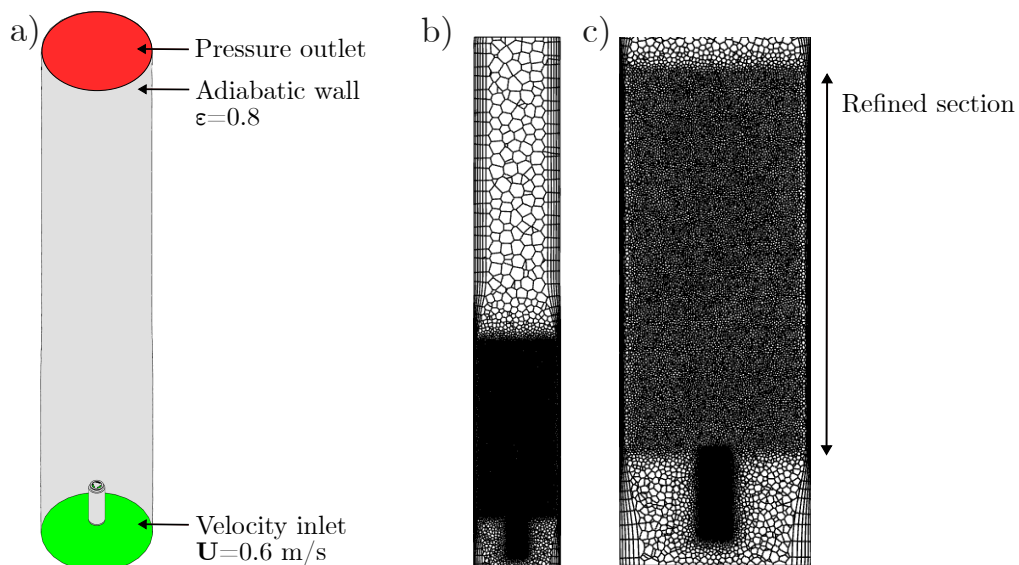 a)
Pressure outlet
Adiabatic wall
ε=0.8
Velocity inlet
U=0.6 m/s
b)
c)
Refined section